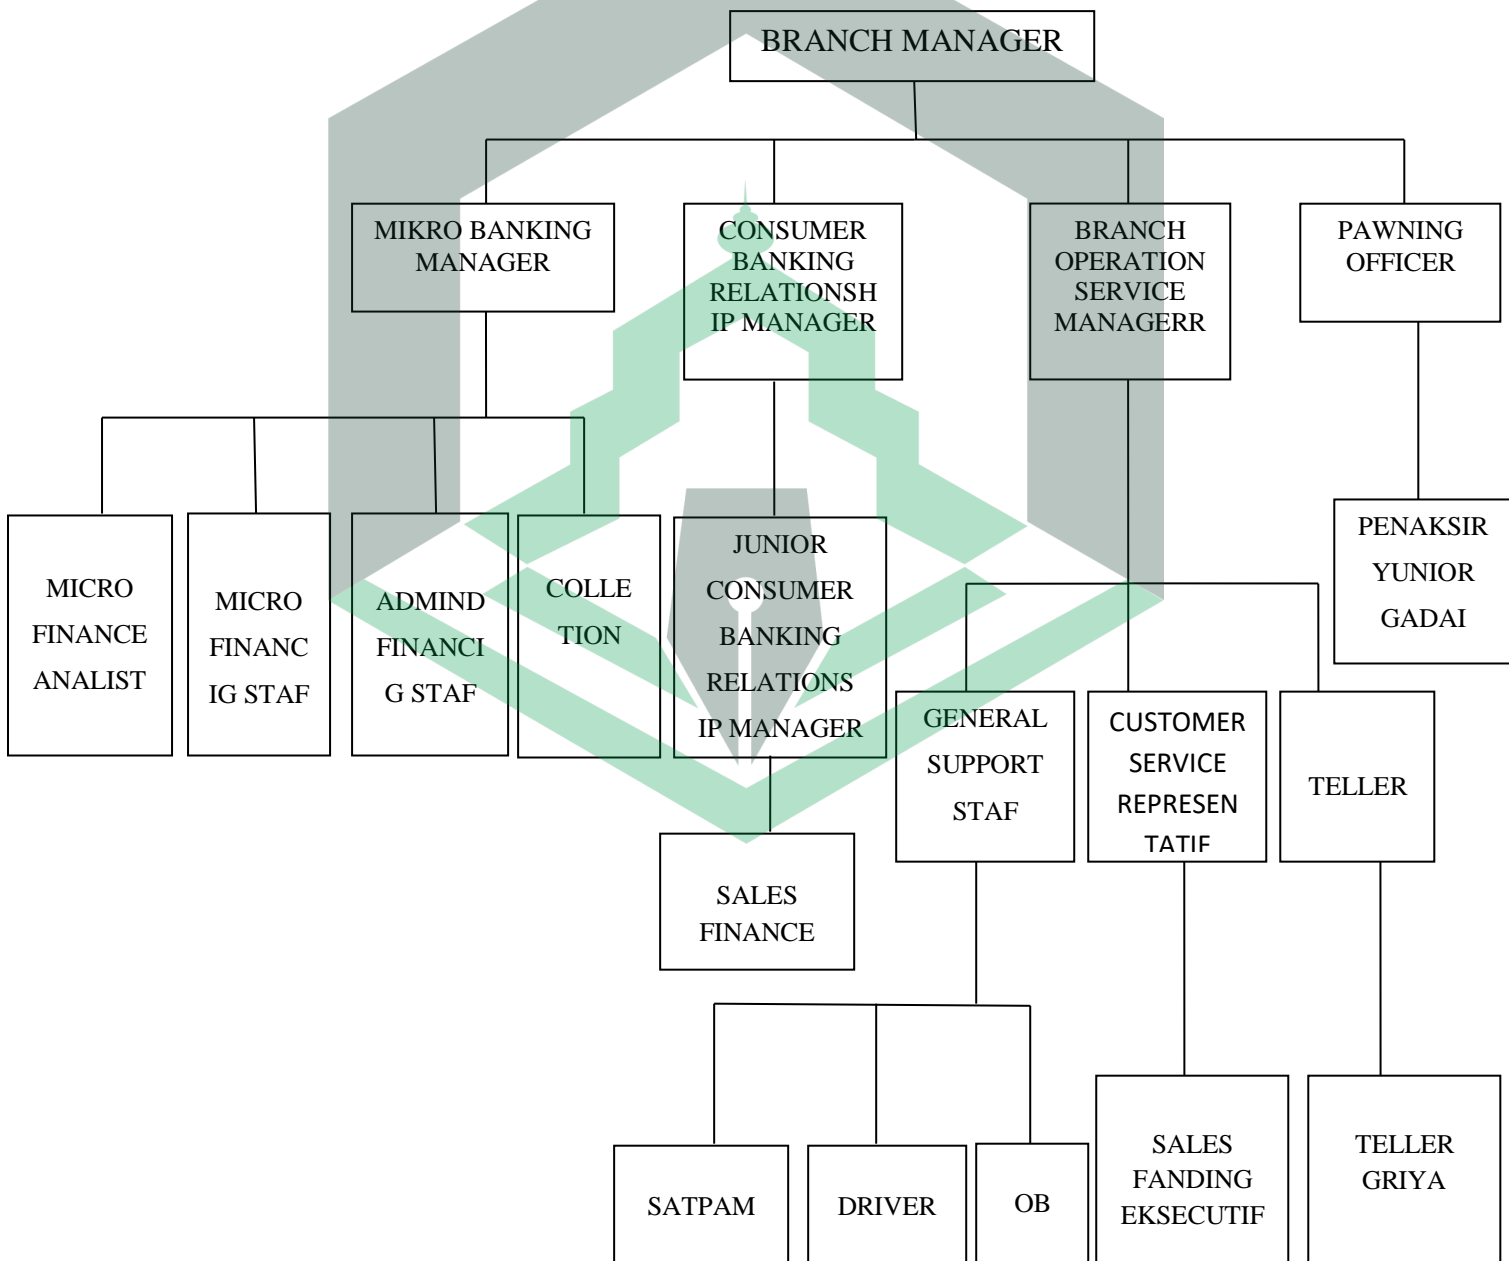 BRANCH MANAGER
MIKRO BANKING
MANAGER
CONSUMER
BANKING
RELATIONSH
IP MANAGER
BRANCH
OPERATION
SERVICE
MANAGERR
PAWNING
OFFICER
MICRO
FINANCE
ANALIST
MICRO
FINANC
IG STAF
ADMIND
FINANCI
G STAF
COLLE
TION
JUNIOR
CONSUMER
BANKING
RELATIONS
IP MANAGER
PENAKSIR
YUNIOR
GADAI
GENERAL
SUPPORT
STAF
CUSTOMER
SERVICE
REPRESEN
TATIF
TELLER
SALES
FINANCE
SATPAM
DRIVER
OB
SALES
FANDING
EKSECUTIF
TELLER
GRIYA